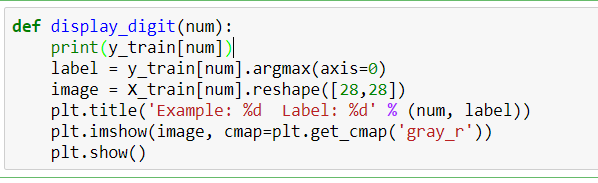 def display_digit(num):
    print(y_train[num])
    label = y_train[num].argmax(axis=0)
    image = X_train[num].reshape([28,28])
    plt.title('Example: %d  Label: %d' % (num, label))
    plt.imshow(image, cmap=plt.get_cmap('gray_r'))
    plt.show()